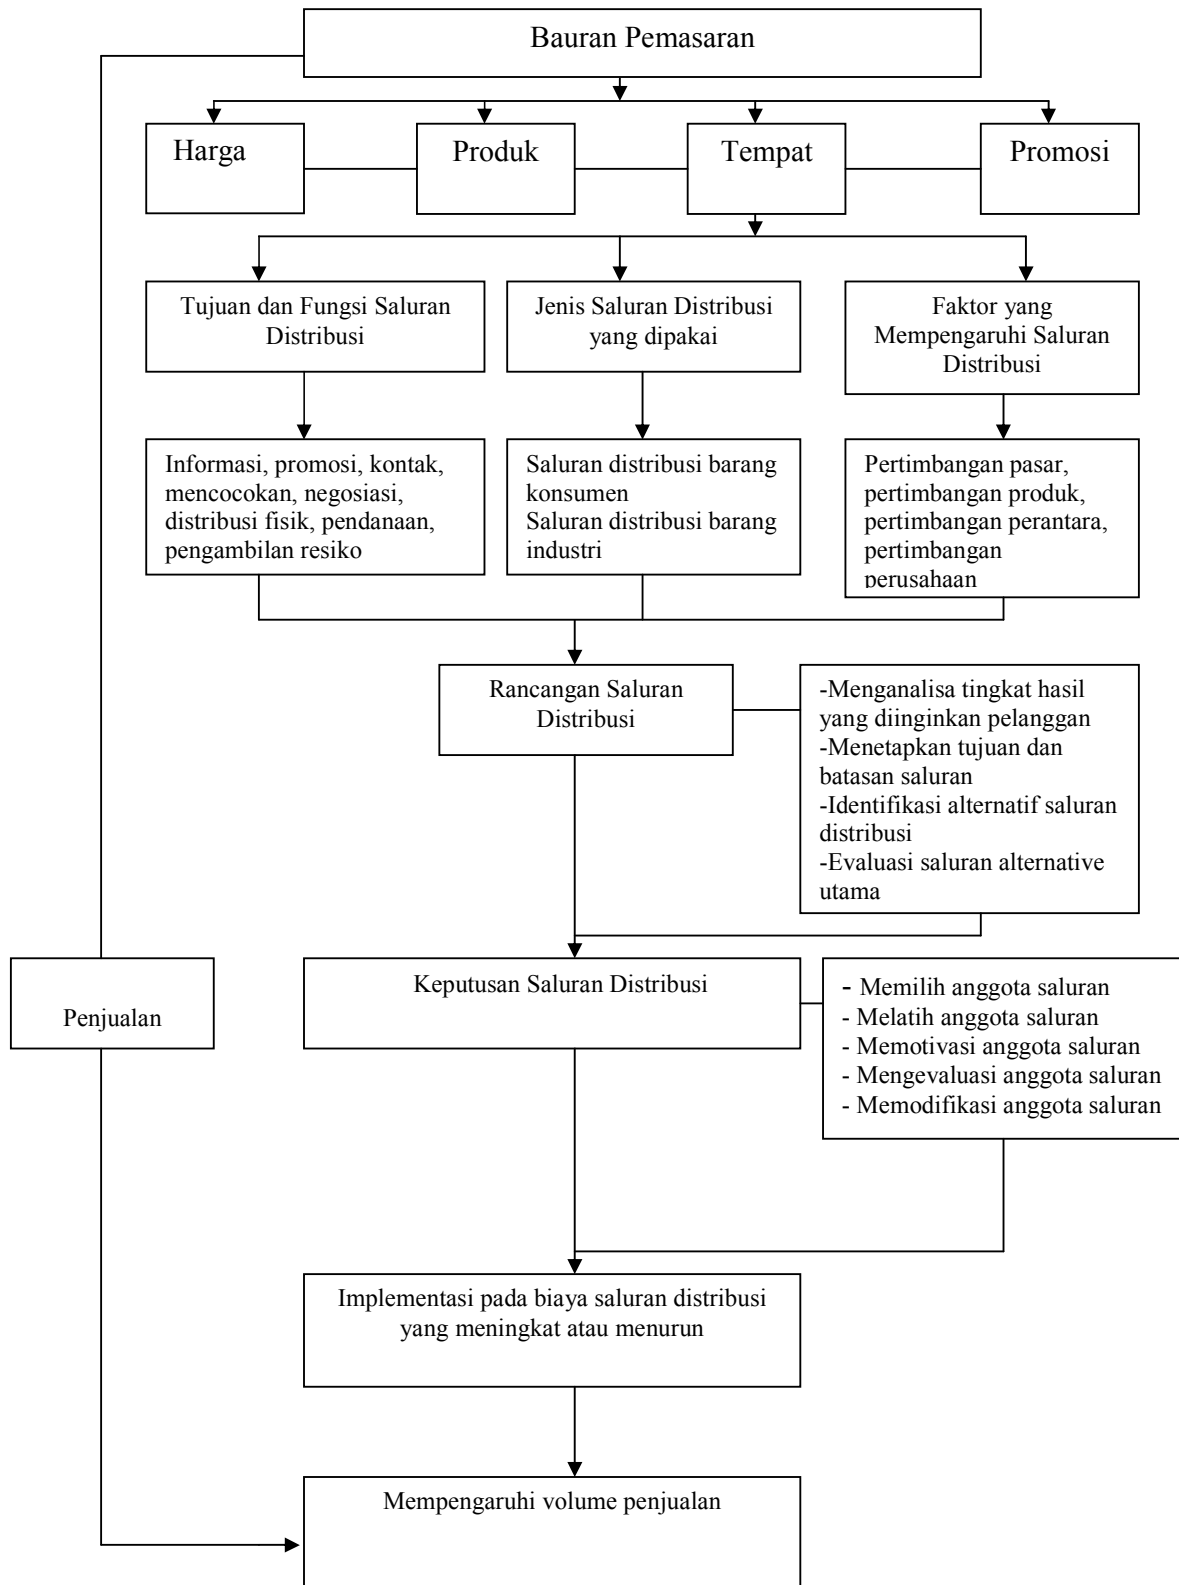 Bauran Pemasaran
Harga
Produk
Tempat
Promosi
Tujuan dan Fungsi Saluran
Distribusi
Jenis Saluran Distribusi
yang dipakai
Faktor yang
Mempengaruhi Saluran
Distribusi
Informasi, promosi, kontak,
mencocokan, negosiasi,
distribusi fisik, pendanaan,
pengambilan resiko
Saluran distribusi barang
konsumen
Saluran distribusi barang
industri
Pertimbangan pasar,
pertimbangan produk,
pertimbangan perantara,
pertimbangan
perusahaan
Rancangan Saluran
Distribusi
-Menganalisa tingkat hasil
yang diinginkan pelanggan
-Menetapkan tujuan dan
batasan saluran
-Identifikasi alternatif saluran
distribusi
-Evaluasi saluran alternative
utama
Penjualan
Keputusan Saluran Distribusi
- Memilih anggota saluran
- Melatih anggota saluran
- Memotivasi anggota saluran
- Mengevaluasi anggota saluran
- Memodifikasi anggota saluran
Implementasi pada biaya saluran distribusi
yang meningkat atau menurun
Mempengaruhi volume penjualan